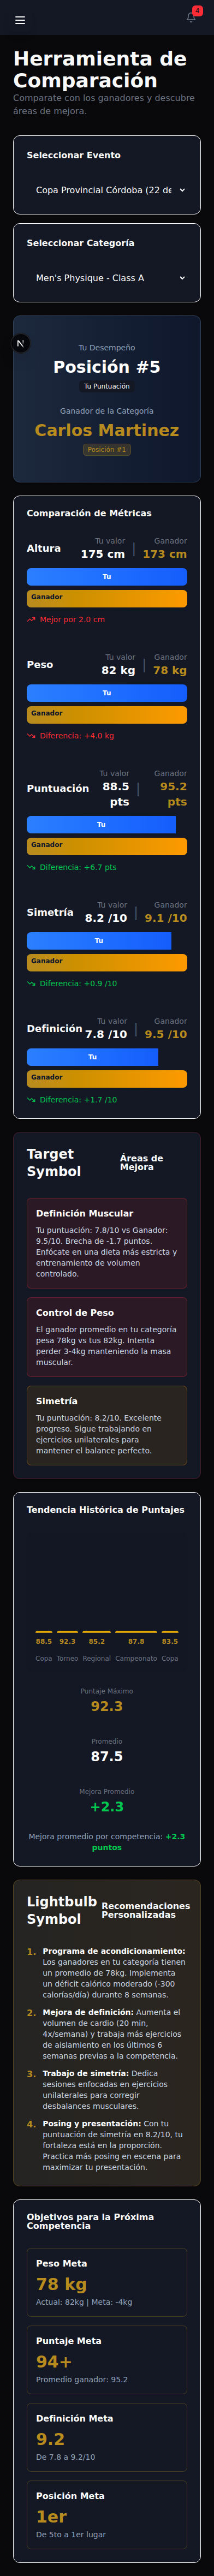 4
Herramienta de
Comparación
Comparate con los ganadores y descubre
áreas de mejora.
Seleccionar Evento
Copa Provincial Córdoba (22 de
Seleccionar Categoría
Men's Physique - Class A
N
Tu Desempeño
Posición #5
Tu Puntuación
Ganador de la Categoría
Carlos Martinez
Posición #1
Comparación de Métricas
Altura
Tu valor
175 cm
Ganador
173 cm
Tu
Ganador
Mejor por 2.0 cm
Peso
Tu valor
82 kg
Ganador
78 kg
Tu
Ganador
Diferencia: +4.0 kg
Puntuación
Tu valor
88.5
pts
Ganador
95.2
pts
Tu
Ganador
Diferencia: +6.7 pts
Simetría
Tu valor
8.2 /10
Ganador
9.1 /10
Tu
Ganador
Diferencia: +0.9 /10
Definición
Tu valor
7.8 /10
Ganador
9.5 /10
Tu
Ganador
Diferencia: +1.7 /10
Target
Symbol
Áreas de
Mejora
Definición Muscular
Tu puntuación: 7.8/10 vs Ganador:
9.5/10. Brecha de -1.7 puntos.
Enfócate en una dieta más estricta y
entrenamiento de volumen
controlado.
Control de Peso
El ganador promedio en tu categoría
pesa 78kg vs tus 82kg. Intenta
perder 3-4kg manteniendo la masa
muscular.
Simetría
Tu puntuación: 8.2/10. Excelente
progreso. Sigue trabajando en
ejercicios unilaterales para
mantener el balance perfecto.
Tendencia Histórica de Puntajes
88.5 92.3 85.2 87.8 83.5
Copa Torneo Regional Campeonato Copa
Puntaje Máximo
92.3
Promedio
87.5
Mejora Promedio
+2.3
Mejora promedio por competencia: +2.3
puntos
Lightbulb
Symbol
Recomendaciones
Personalizadas
1. Programa de acondicionamiento:
Los ganadores en tu categoría tienen
un promedio de 78kg. Implementa
un déficit calórico moderado (-300
calorías/día) durante 8 semanas.
2. Mejora de definición: Aumenta el
volumen de cardio (20 min,
4x/semana) y trabaja más ejercicios
de aislamiento en los últimos 6
semanas previas a la competencia.
3. Trabajo de simetría: Dedica
sesiones enfocadas en ejercicios
unilaterales para corregir
desbalances musculares.
4. Posing y presentación: Con tu
puntuación de simetría en 8.2/10, tu
fortaleza está en la proporción.
Practica más posing en escena para
maximizar tu presentación.
Objetivos para la Próxima
Competencia
Peso Meta
78 kg
Actual: 82kg | Meta: -4kg
Puntaje Meta
94+
Promedio ganador: 95.2
Definición Meta
9.2
De 7.8 a 9.2/10
Posición Meta
1er
De 5to a 1er lugar